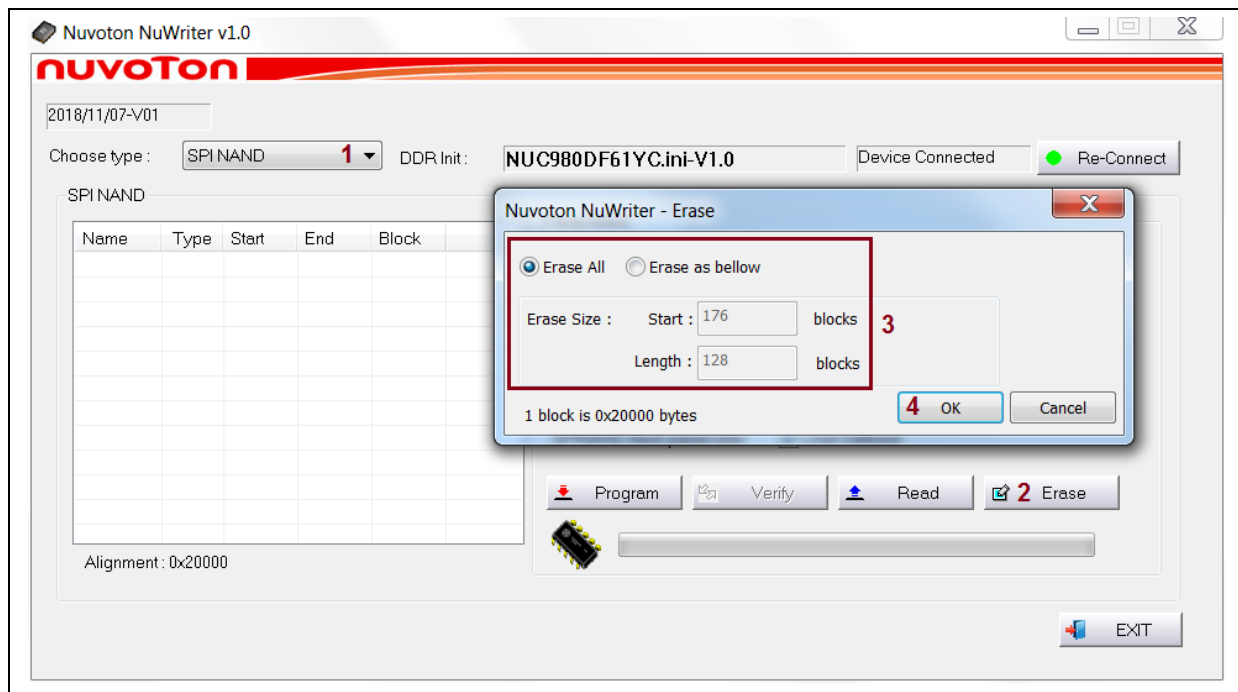 Nuvoton NuWriter v1.0
nuvoTon
2018/11/07-V01
Choose type : SPI NAND 1 DDR Init : NUC980DF61YC.ini-V1.0 Device Connected Re-Connect
SPI NAND
Name Type Start End Block
Nuvoton NuWriter - Erase
Erase All Erase as bellow
Erase Size : Start : 176 blocks 3
Length : 128 blocks
1 block is 0x20000 bytes 4 OK Cancel
Program Verify Read 2 Erase
Alignment : 0x20000
EXIT